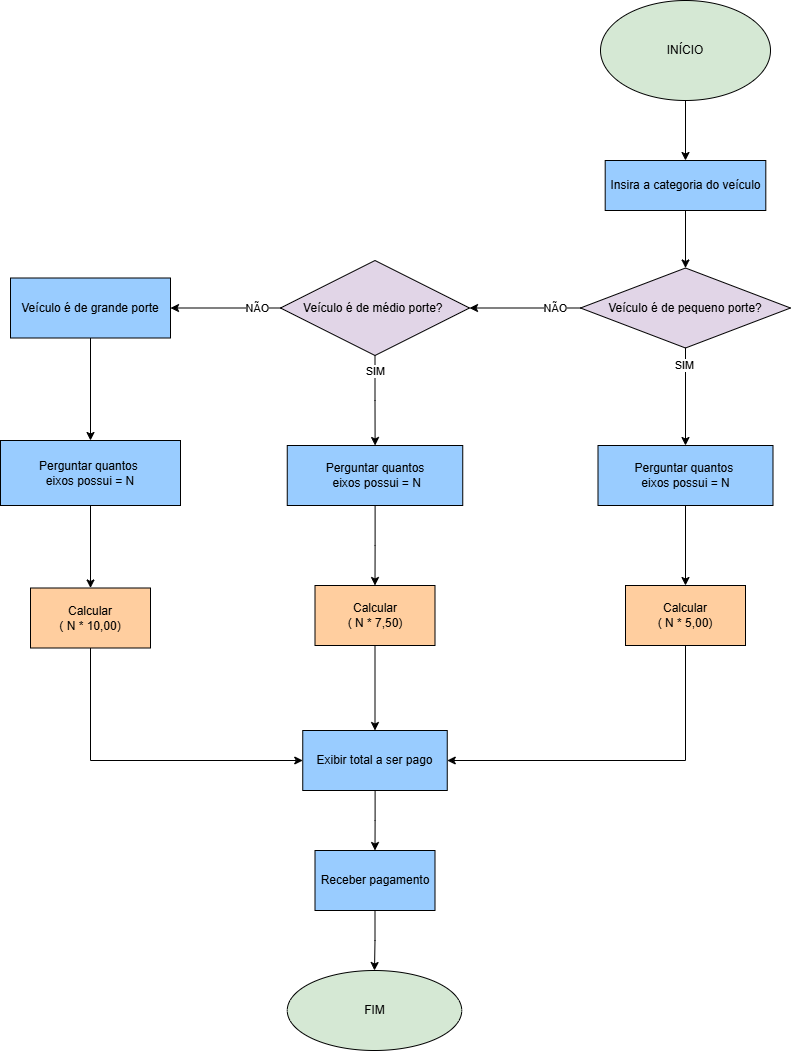 INÍCIO
Insira a categoria do veículo
Veículo é de pequeno porte?
NÃO
Veículo é de médio porte?
NÃO
Veículo é de grande porte
SIM
SIM
Perguntar quantos
eixos possui = N
Perguntar quantos
eixos possui = N
Perguntar quantos
eixos possui = N
Calcular
( N * 10,00)
Calcular
( N * 7,50)
Calcular
( N * 5,00)
Exibir total a ser pago
Receber pagamento
FIM